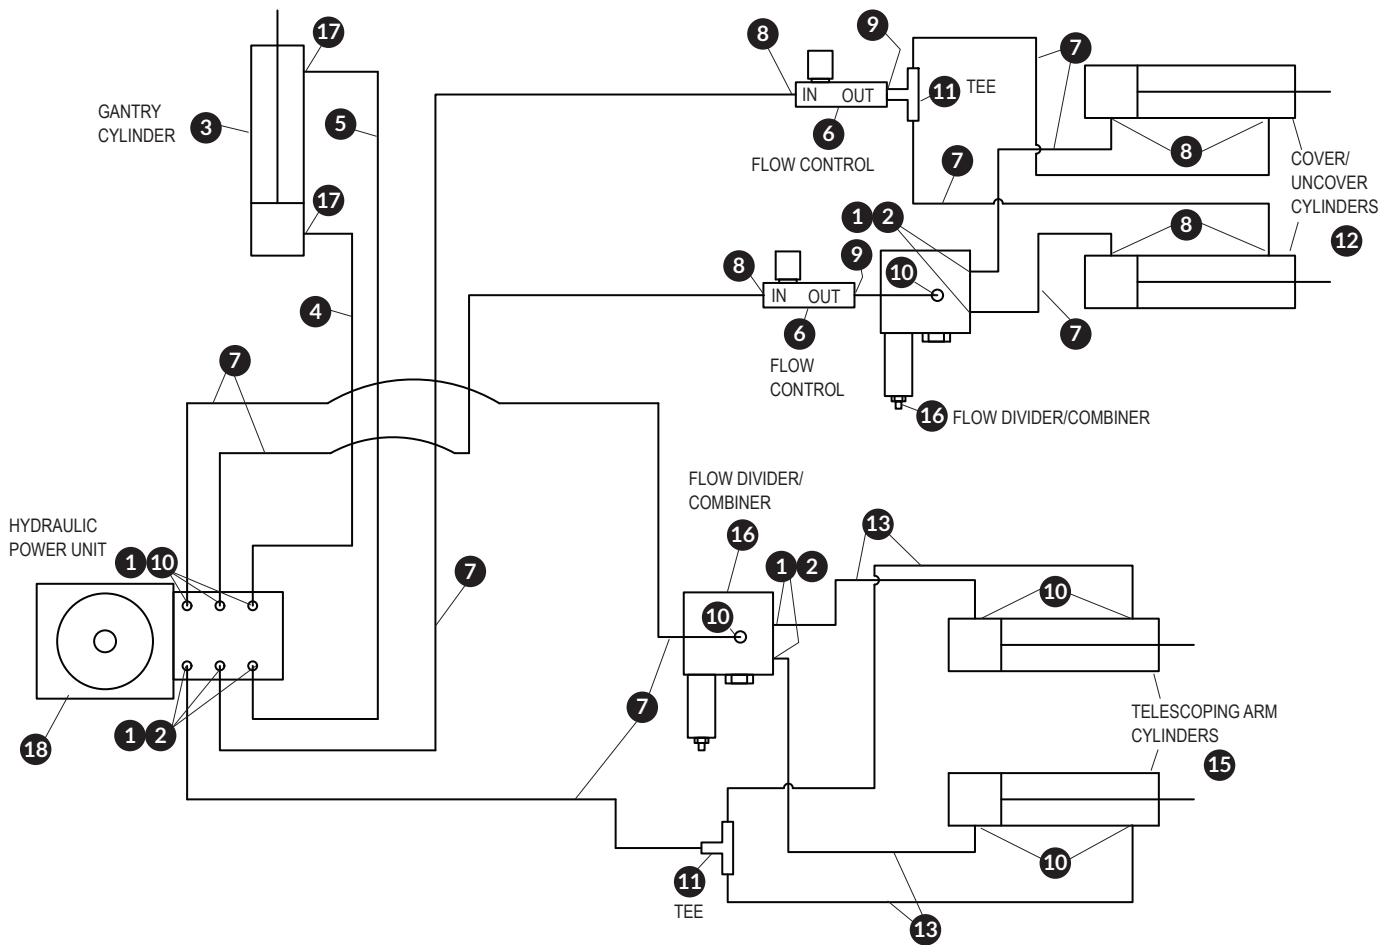 17
9
8
7
IN OUT
11 TEE
GANTRY
CYLINDER
3
5
6
FLOW CONTROL
8
7
COVER/
UNCOVER
CYLINDERS
12
17
1 2
8
9
8
10
IN OUT
4
6
7
FLOW
CONTROL
7
16 FLOW DIVIDER/COMBINER
FLOW DIVIDER/
COMBINER
16
13
HYDRAULIC
POWER UNIT
1 10
7
1 2
10
10
7
18
1 2
TELESCOPING ARM
CYLINDERS
15
10
11
TEE
13